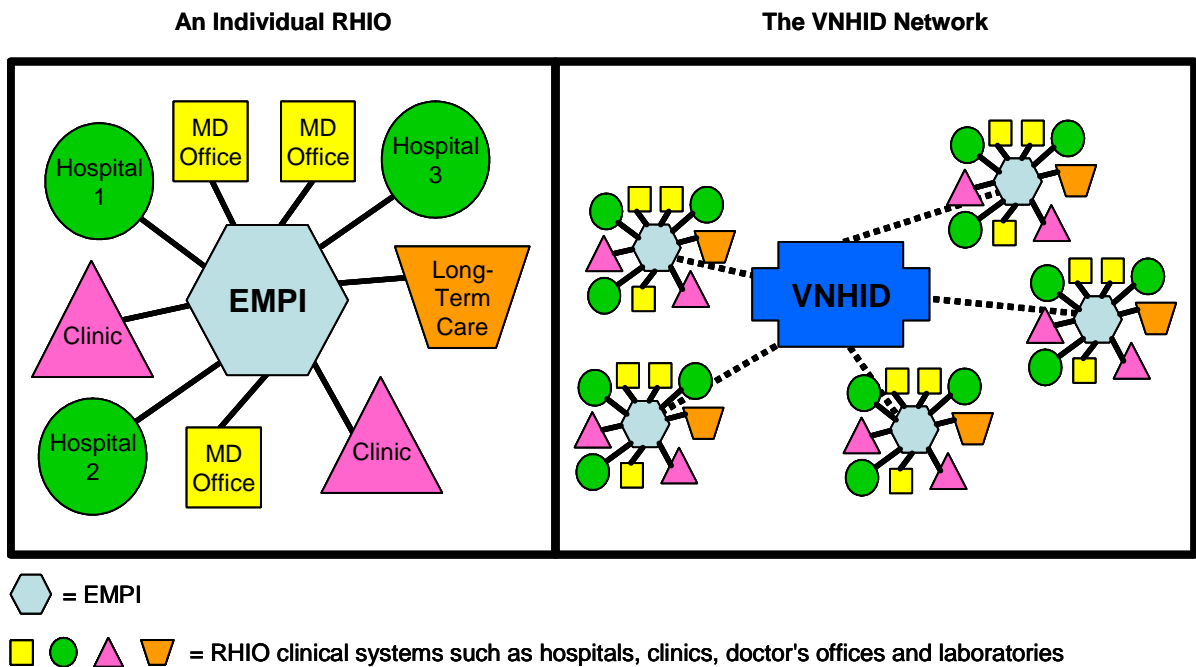 An Individual RHIO
The VNHID Network
MD
Office
MD
Office
Hospital
1
Hospital
3
EMPI
Long-
Term
Care
Clinic
Hospital
2
MD
Office
Clinic
VNHID
= EMPI
= RHIO clinical systems such as hospitals, clinics, doctor's offices and laboratories